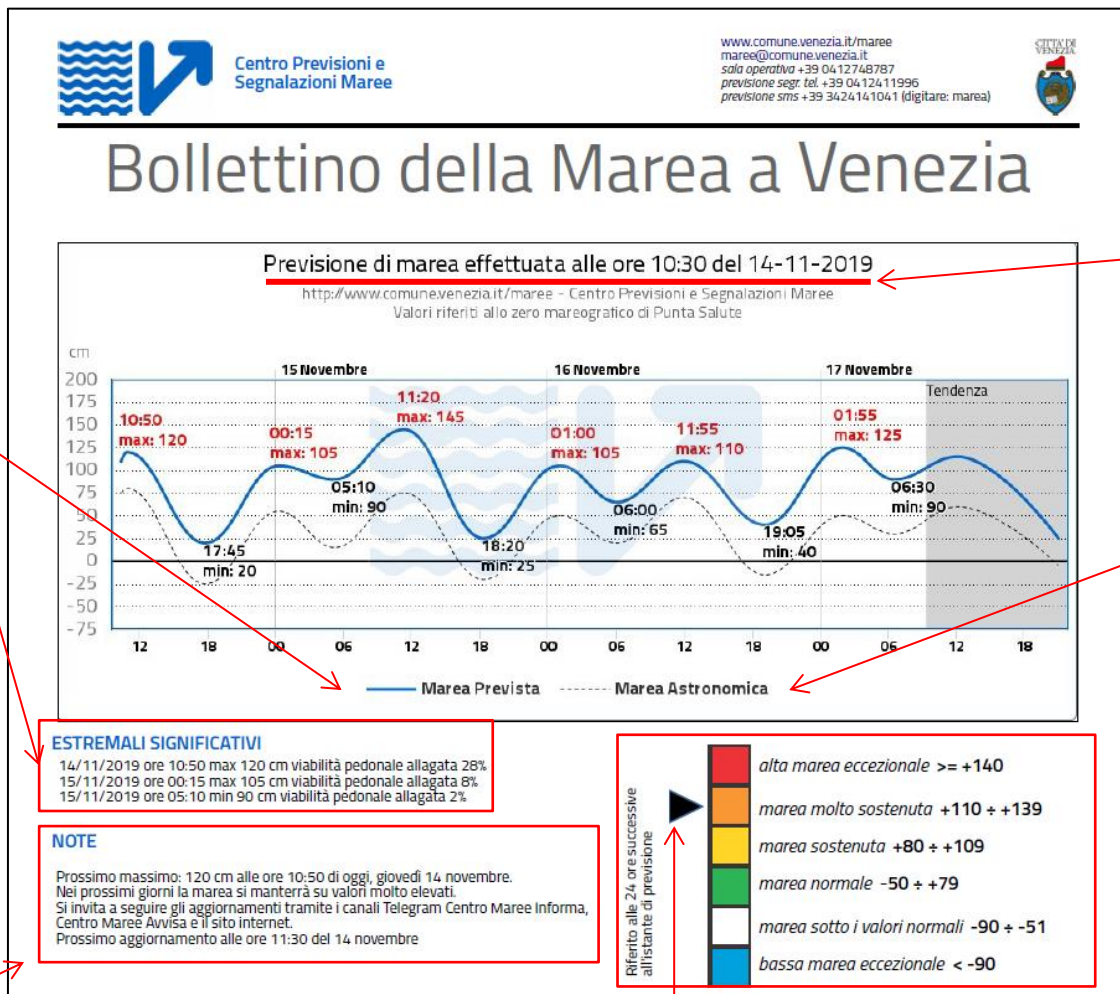 Centro Previsioni e
Segnalazioni Maree
www.comune.venezia.it/maree
maree@comune.venezia.it
sala operativa +39 0412748787
previsione segr. tel. +39 0412411996
previsione sms +39 3424141041 (digitare: marea)
CITTA' DI
VENEZIA
Bollettino della Marea a Venezia
Previsione di marea effettuata alle ore 10:30 del 14-11-2019
http://www.comune.venezia.it/maree - Centro Previsioni e Segnalazioni Maree
Valori riferiti allo zero mareografico di Punta Salute
cm
15 Novembre
16 Novembre
17 Novembre
200
175
150
125
100
75
50
25
0
-25
-50
-75
Tendenza
10:50
max: 120
17:45
min: 20
00:15
max: 105
05:10
min: 90
11:20
max: 145
18:20
min: 25
01:00
max: 105
06:00
min: 65
11:55
max: 110
19:05
min: 40
01:55
max: 125
06:30
min: 90
12 18 00 06 12 18 00 06 12 18 00 06 12 18
Marea Prevista
Marea Astronomica
ESTREMALI SIGNIFICATIVI
14/11/2019 ore 10:50 max 120 cm viabilità pedonale allagata 28%
15/11/2019 ore 00:15 max 105 cm viabilità pedonale allagata 8%
15/11/2019 ore 05:10 min 90 cm viabilità pedonale allagata 2%
NOTE
Prossimo massimo: 120 cm alle ore 10:50 di oggi, giovedì 14 novembre.
Nei prossimi giorni la marea si manterrà su valori molto elevati.
Si invita a seguire gli aggiornamenti tramite i canali Telegram Centro Maree Informa,
Centro Maree Avvisa e il sito internet.
Prossimo aggiornamento alle ore 11:30 del 14 novembre
Riferito alle 24 ore successive
all'istante di previsione
alta marea eccezionale >= +140
marea molto sostenuta +110 ÷ +139
marea sostenuta +80 ÷ +109
marea normale -50 ÷ +79
marea sotto i valori normali -90 ÷ -51
bassa marea eccezionale < -90